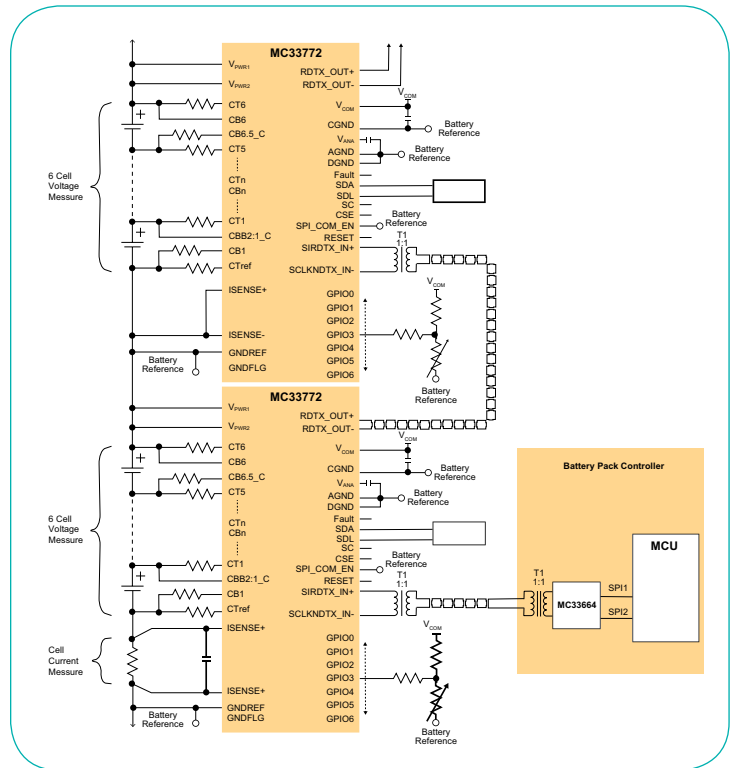 MC33772
VPWR1
VPWR2
CT6
CB6
CB6.5_C
CT5
CTn
CBn
CT1
CBB2:1_C
CB1
CTref
ISENSE+
ISENSE-
GNDREF
GNDFLG
RDTX_OUT+
RDTX_OUT-
VCOM
CGND
VANA
AGND
DGND
Fault
SDA
SDL
SC
CSE
SPI_COM_EN
RESET
SIRDTX_IN+
SCLKNDTX_IN-
GPIO0
GPIO1
GPIO2
GPIO3
GPIO4
GPIO5
GPIO6
6 Cell
Voltage
Messure
+
+
Battery
Reference
VCOM
Battery
Reference
Battery
Reference
Battery
Reference
T1
1:1
VCOM
Battery
Reference
MC33772
VPWR1
VPWR2
CT6
CB6
CB6.5_C
CT5
CTn
CBn
CT1
CBB2:1_C
CB1
CTref
ISENSE+
ISENSE+
GNDREF
GNDFLG
RDTX_OUT+
RDTX_OUT-
VCOM
CGND
VANA
AGND
DGND
Fault
SDA
SDL
SC
CSE
SPI_COM_EN
RESET
SIRDTX_IN+
SCLKNDTX_IN-
GPIO0
GPIO1
GPIO2
GPIO3
GPIO4
GPIO5
GPIO6
6 Cell
Voltage
Messure
+
+
Cell
Current
Messure
Battery
Reference
VCOM
Battery
Reference
Battery
Reference
Battery
Reference
T1
1:1
VCOM
Battery
Reference
Battery Pack Controller
T1
1:1
MC33664
SPI1
SPI2
MCU